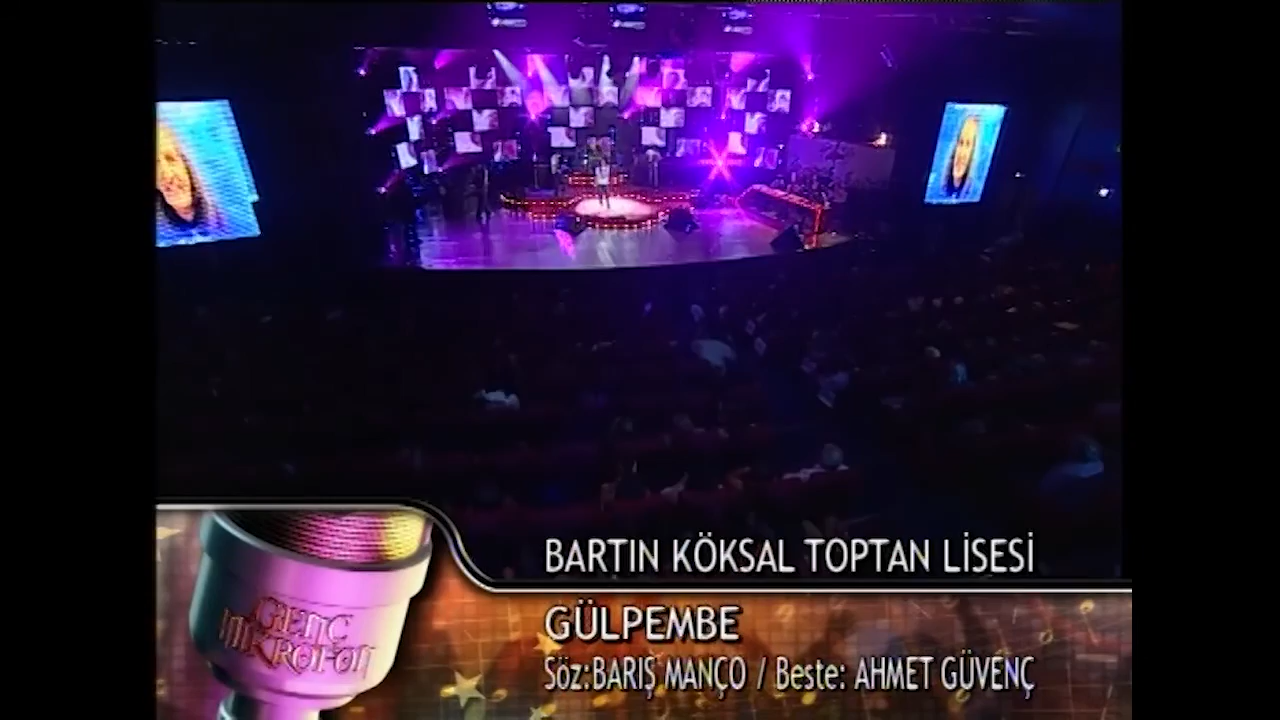 BARTIN KÖKSAL TOPTAN LİSESİ
GENÇ
MİKROFON
GÜLPEMBE
Söz:BARIŞ MANÇO / Beste: AHMET GÜVENÇ